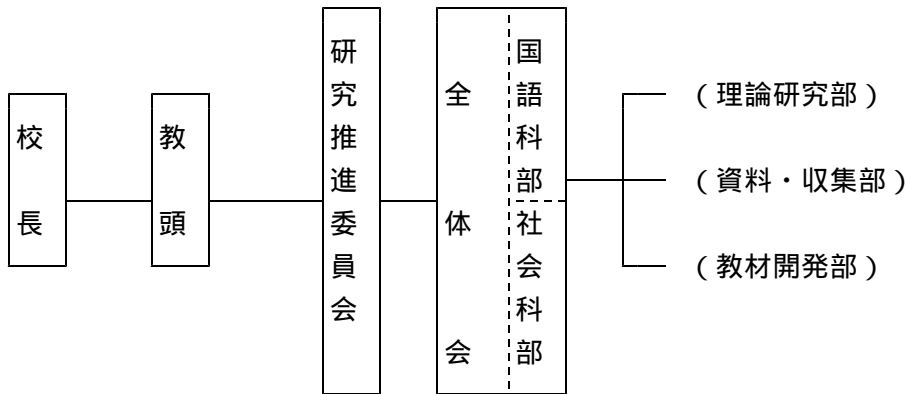 校長
教頭
研究推進委員会
全体会
国語科部
社会科部
（理論研究部）
（資料・収集部）
（教材開発部）